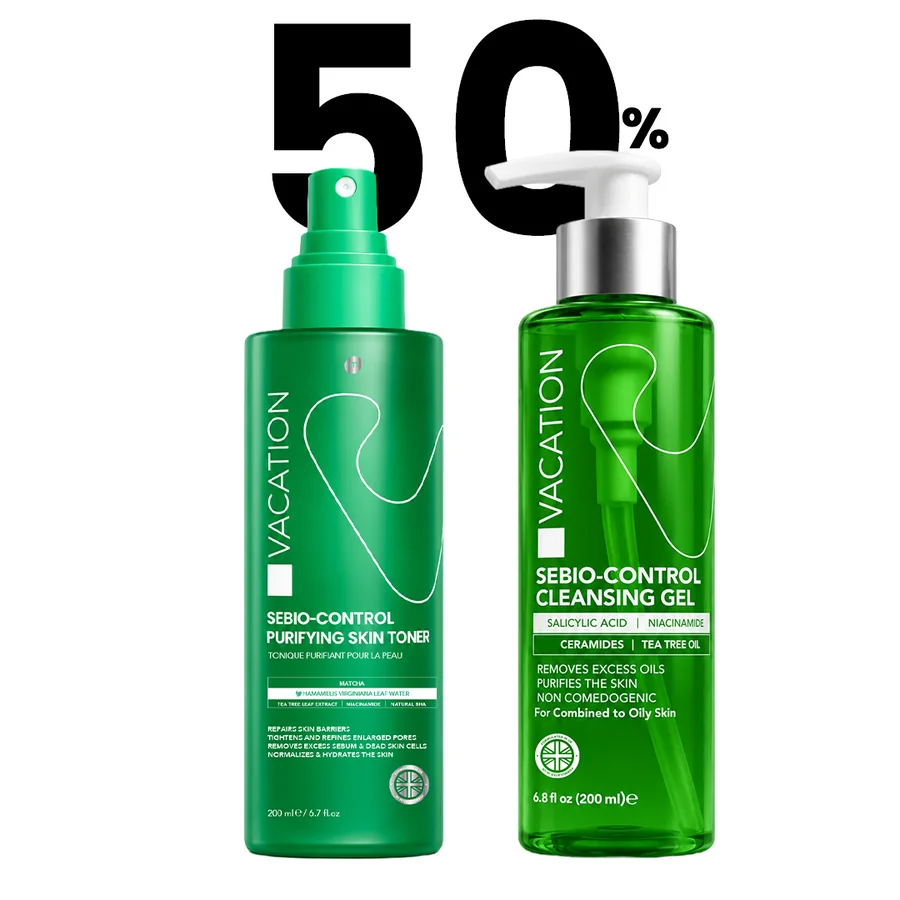 50%
VACATION
SEBIO-CONTROL
PURIFYING SKIN TONER
TONIQUE PURIFIANT POUR LA PEAU
MATCHA
HAMAMELIS VIRGINIANA LEAF WATER
TEA TREE LEAF EXTRACT | NIACINAMIDE | NATURAL BHA
REPAIRS SKIN BARRIERS
TIGHTENS AND REFINES ENLARGED PORES
REMOVES EXCESS SEBUM & DEAD SKIN CELLS
NORMALIZES & HYDRATES THE SKIN
200 ml ℮ / 6.7 fl.oz
VACATION
SEBIO-CONTROL
CLEANSING GEL
SALICYLIC ACID | NIACINAMIDE
CERAMIDES | TEA TREE OIL
REMOVES EXCESS OILS
PURIFIES THE SKIN
NON COMEDOGENIC
For Combined to Oily Skin
6.8 fl oz (200 ml)℮